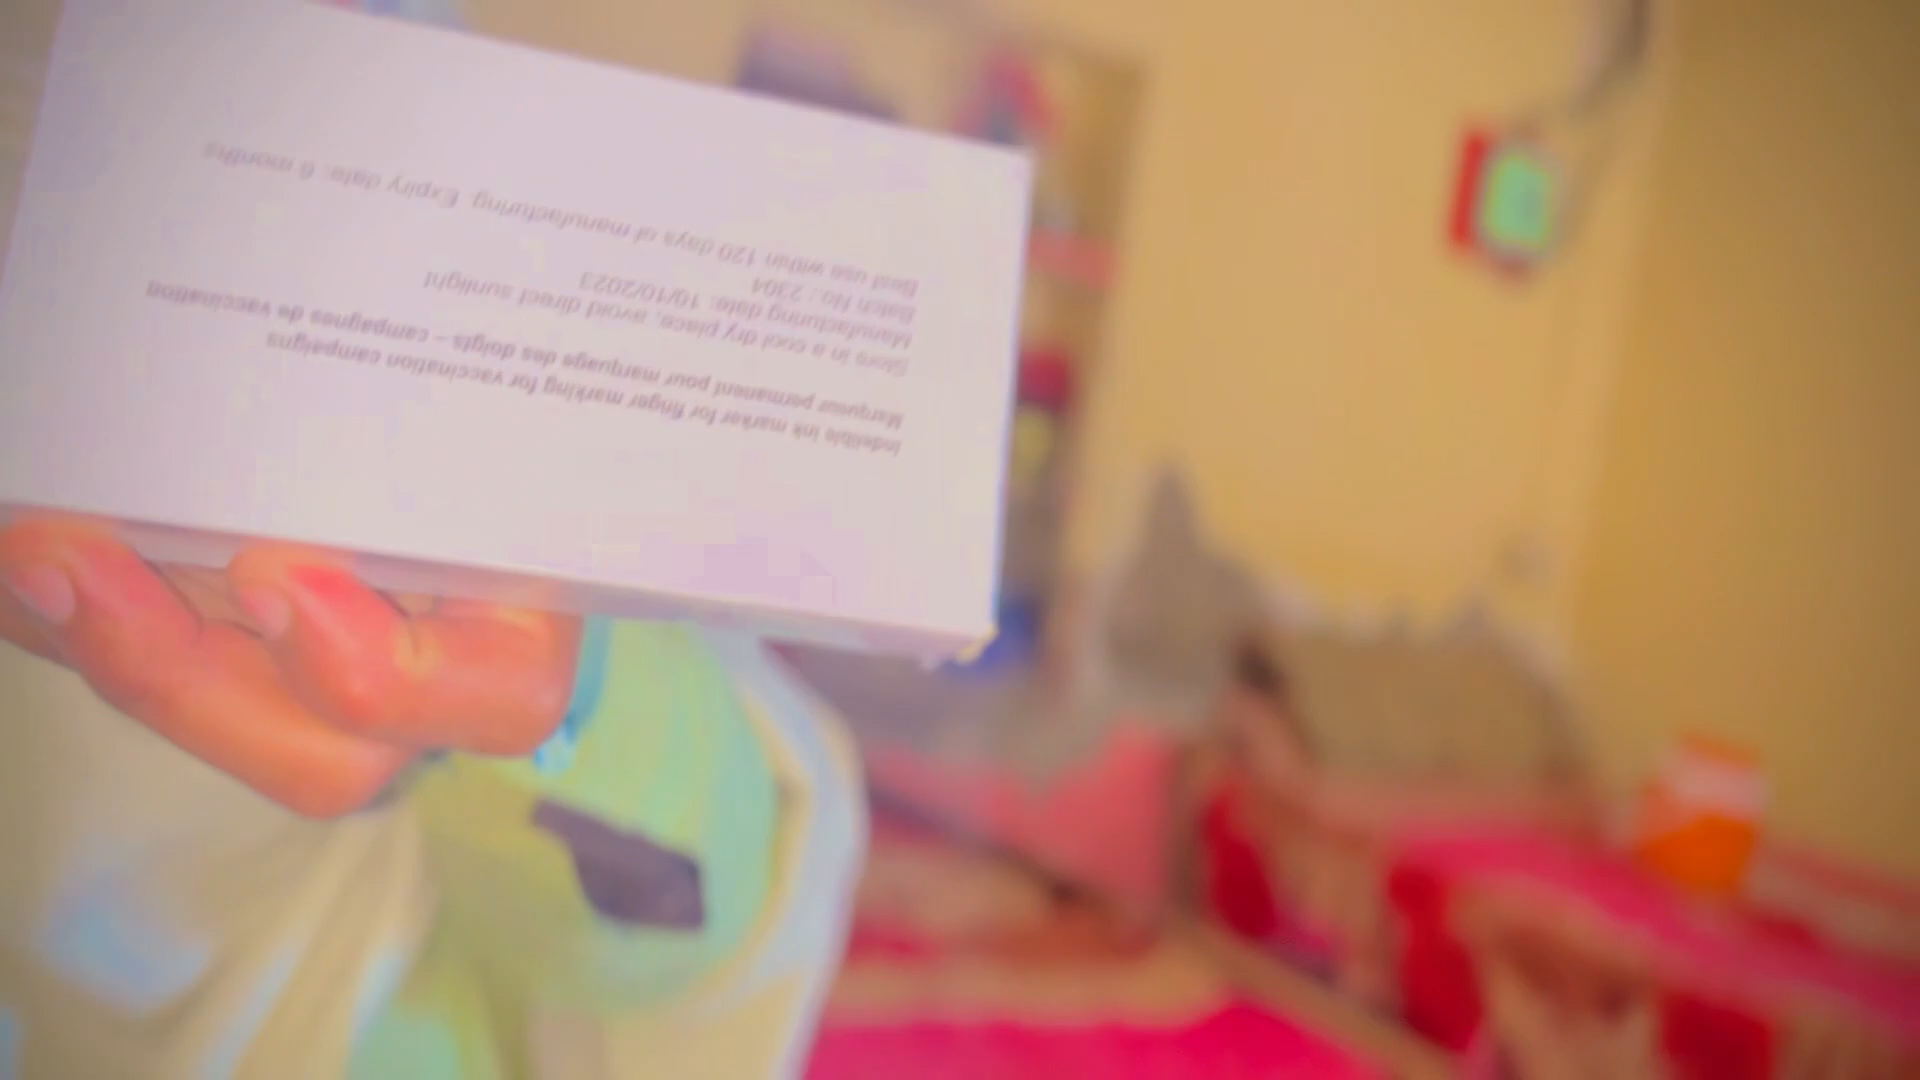 Indelible ink marker for finger marking for vaccination campaigns
Marqueur permanent pour marquage des doigts – campagnes de vaccination
Store in a cool dry place, avoid direct sunlight
Manufacturing date: 10/10/2023
Batch No.: 2304
Best use within 120 days of manufacturing. Expiry date: 6 months